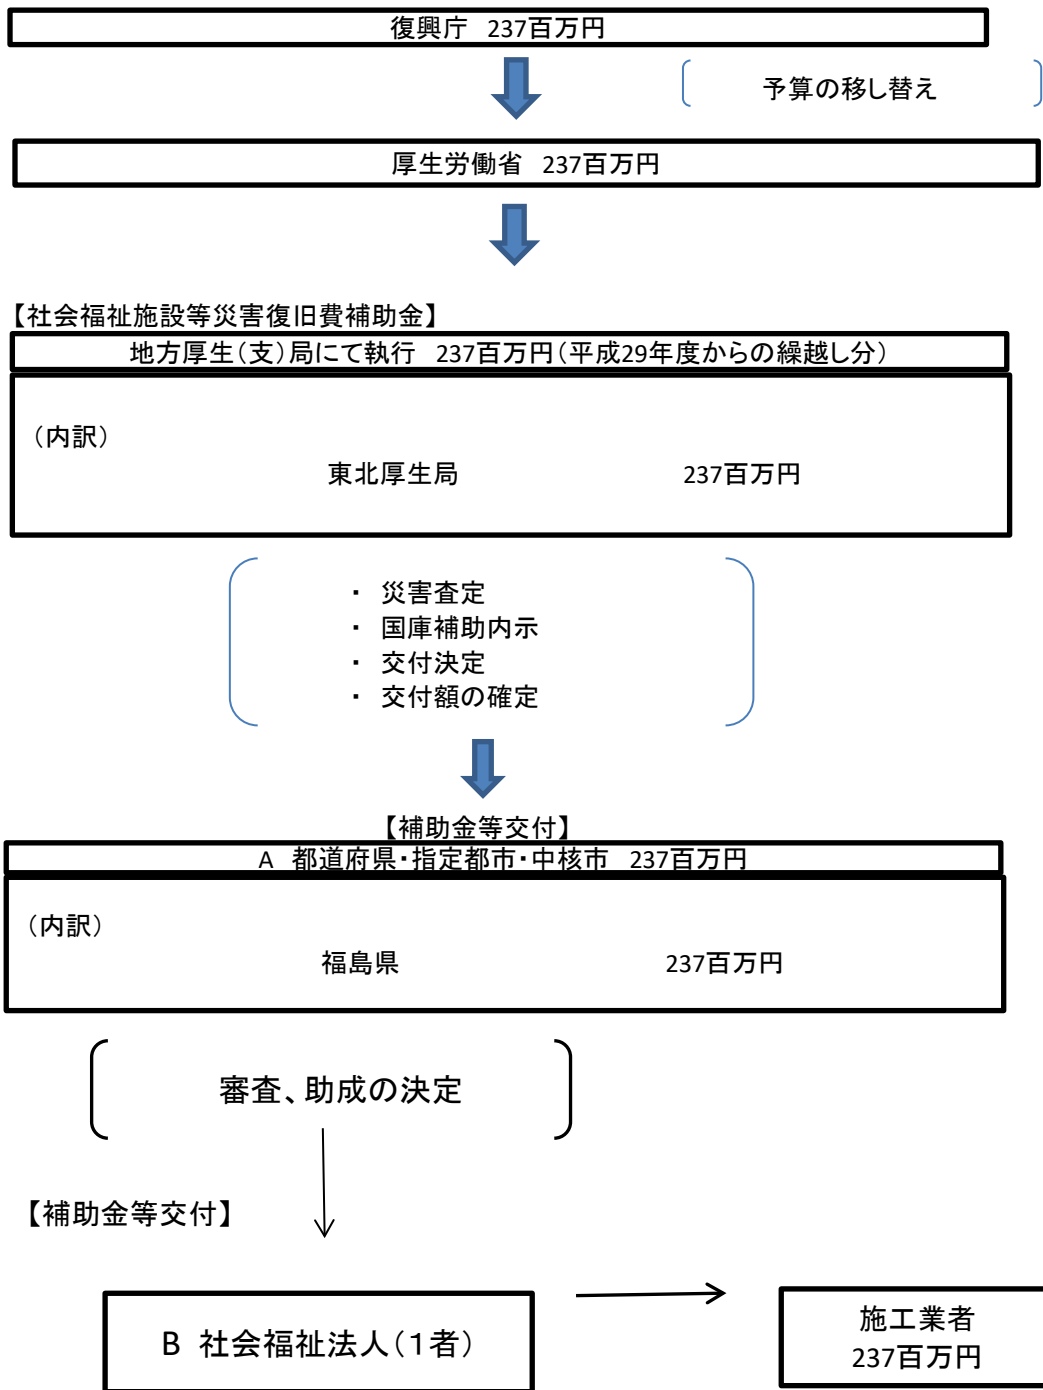 復興庁 237百万円
予算の移し替え
厚生労働省 237百万円
【社会福祉施設等災害復旧費補助金】
地方厚生(支)局にて執行 237百万円(平成29年度からの繰越し分)
(内訳)
東北厚生局 237百万円
・ 災害査定
・ 国庫補助内示
・ 交付決定
・ 交付額の確定
【補助金等交付】
A 都道府県・指定都市・中核市 237百万円
(内訳)
福島県 237百万円
審査、助成の決定
【補助金等交付】
B 社会福祉法人(1者)
施工業者
237百万円